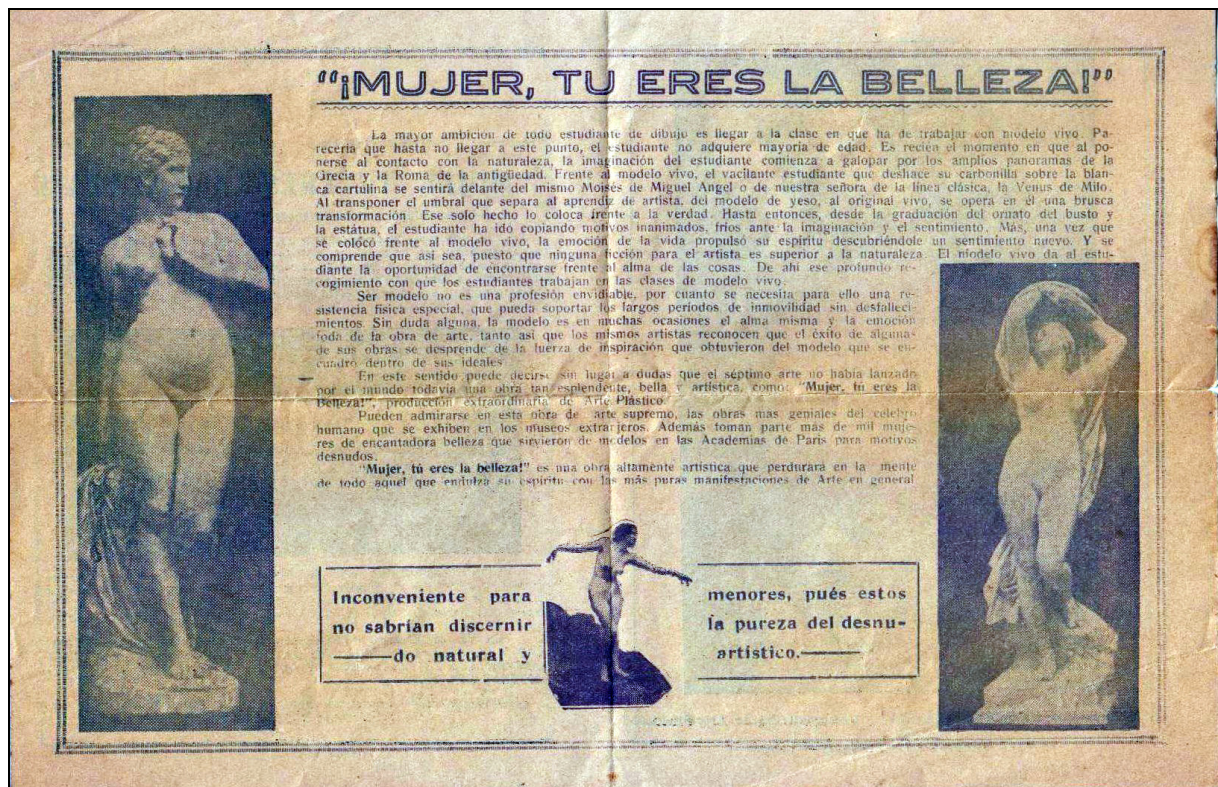 "¡MUJER, TU ERES LA BELLEZA!"
La mayor ambición de todo estudiante de dibujo es llegar a la clase en que ha de trabajar con modelo vivo. Pa-
recería que hasta no llegar a este punto, el estudiante no adquiere mayoría de edad. Es recién el momento en que al po-
nerse al contacto con la naturaleza, la imaginación del estudiante comienza a galopar por los amplios panoramas de la
Grecia y la Roma de la antigüedad. Frente al modelo vivo, el vacilante estudiante que deshace su carbonilla sobre la blan-
ca cartulina se sentirá delante del mismo Moisés de Miguel Angel o de nuestra señora de la línea clásica, la Venus de Milo.
Al transponer el umbral que separa al aprendiz de artista, del modelo de yeso, al original vivo, se opera en él una brusca
transformación. Ese solo hecho lo coloca frente a la verdad. Hasta entonces, desde la graduación del ornato del busto y
la estátua, el estudiante ha ido copiando motivos inanimados, fríos ante la imaginación y el sentimiento. Más, una vez que
se colocó frente al modelo vivo, la emoción de la vida propulsó su espíritu descubriéndole un sentimiento nuevo. Y se
comprende que así sea, puesto que ninguna ficción para el artista es superior a la naturaleza El modelo vivo da al estu-
diante la oportunidad de encontrarse frente al alma de las cosas. De ahí ese profundo re-
cogimiento con que los estudiantes trabajan en las clases de modelo vivo.
Ser modelo no es una profesión envidiable, por cuanto se necesita para ello una re-
sistencia física especial, que pueda soportar los largos períodos de inmovilidad sin desfalleci-
mientos. Sin duda alguna, la modelo es en muchas ocasiones el alma misma y la emoción
toda de la obra de arte, tanto así que los mismos artistas reconocen que el éxito de alguna
de sus obras se desprende de la fuerza de inspiración que obtuvieron del modelo que se en-
cuadró dentro de sus ideales
En este sentido puede decirse sin lugar a dudas que el séptimo arte no había lanzado
por el mundo todavía una obra tan esplendente, bella y artística, como: "Mujer, tú eres la
Belleza!", producción extraordinaria de Arte Plástico
Pueden admirarse en esta obra de arte supremo, las obras mas geniales del celebro
humano que se exhiben en los museos extranjeros. Además toman parte más de mil muje-
res de encantadora belleza que sirvieron de modelos en las Academias de París para motivos
desnudos.
"Mujer, tú eres la belleza!" es una obra altamente artística que perdurará en la mente
de todo aquel que endulza su espíritu con las más puras manifestaciones de Arte en general
Inconveniente para menores, pués estos
no sabrían discernir la pureza del desnu-
do natural y artístico.